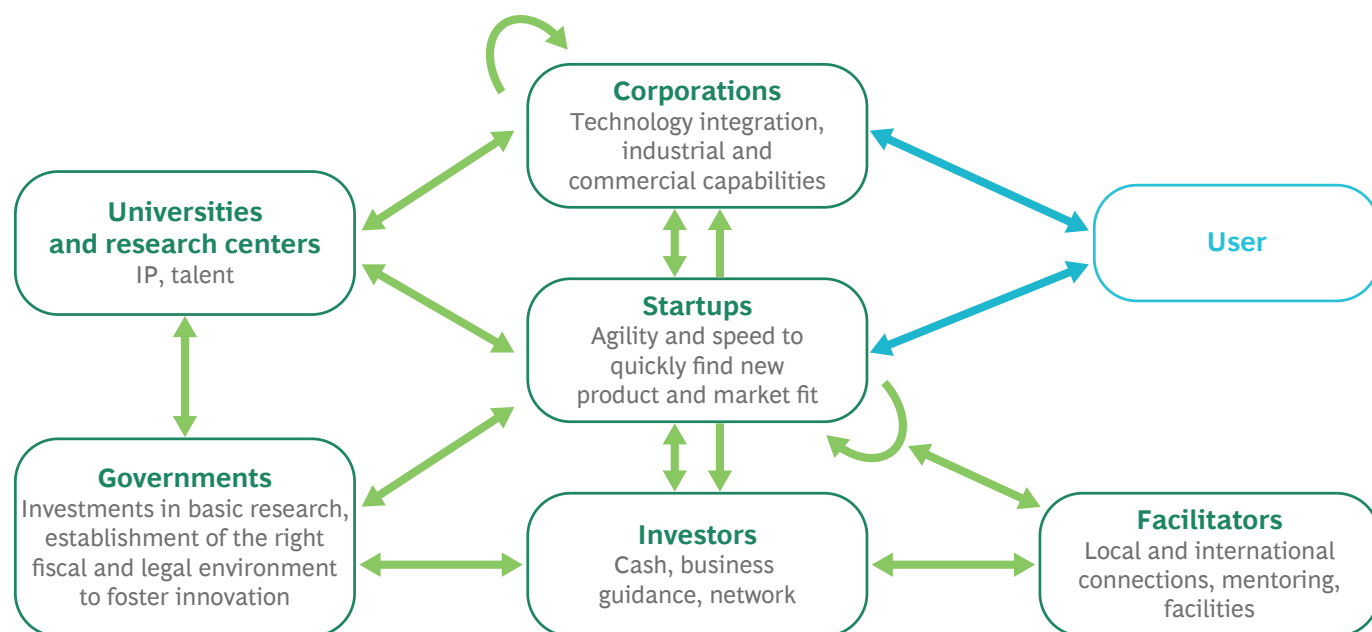 Corporations
Technology integration,
industrial and
commercial capabilities
Universities
and research centers
IP, talent
User
Startups
Agility and speed to
quickly find new
product and market fit
Governments
Investments in basic research,
establishment of the right
fiscal and legal environment
to foster innovation
Investors
Cash, business
guidance, network
Facilitators
Local and international
connections, mentoring,
facilities